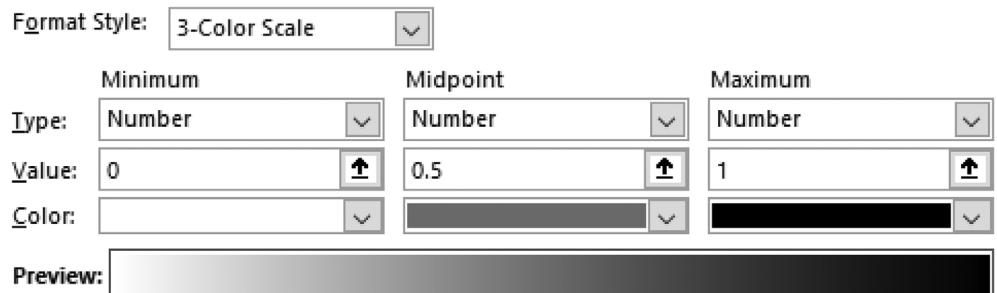 Format Style: 3-Color Scale
Minimum Midpoint Maximum
Type: Number Number Number
Value: 0 0.5 1
Color:
Preview: